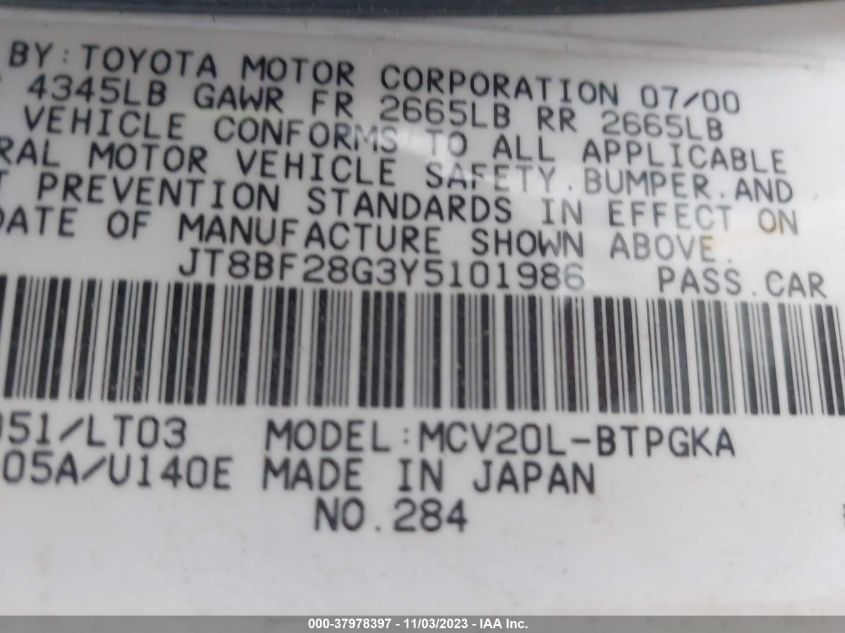 BY: TOYOTA MOTOR CORPORATION 07/00
4345LB GAWR FR 2665LB RR 2665LB
VEHICLE CONFORMS TO ALL APPLICABLE
RAL MOTOR VEHICLE SAFETY.BUMPER.AND
T PREVENTION STANDARDS IN EFFECT ON
DATE OF MANUFACTURE SHOWN ABOVE.
JT8BF28G3Y5101986 PASS.CAR
051/LT03 MODEL:MCV20L-BTPGKA
05A/U140E MADE IN JAPAN
NO.284
000-37978397 - 11/03/2023 - IAA Inc.